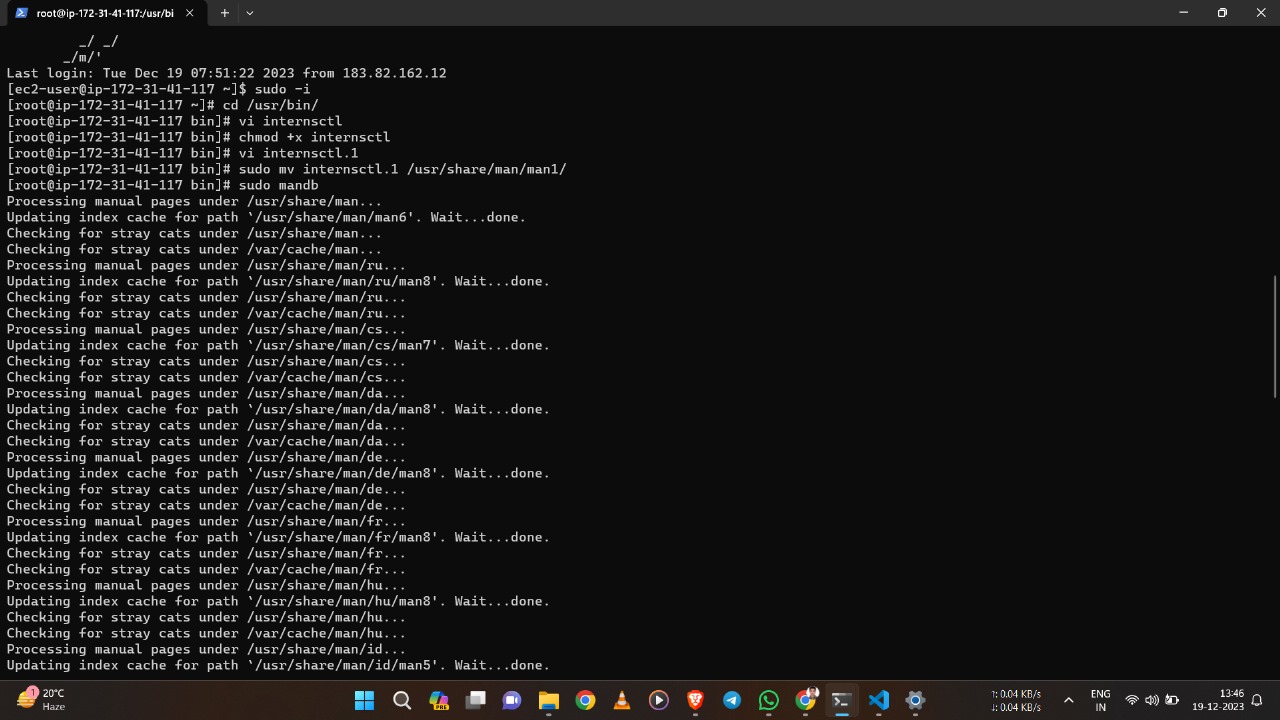 root@ip-172-31-41-117:/usr/bi
_/ _/
_/m/'
Last login: Tue Dec 19 07:51:22 2023 from 183.82.162.12
[ec2-user@ip-172-31-41-117 ~]$ sudo -i
[root@ip-172-31-41-117 ~]# cd /usr/bin/
[root@ip-172-31-41-117 bin]# vi internsctl
[root@ip-172-31-41-117 bin]# chmod +x internsctl
[root@ip-172-31-41-117 bin]# vi internsctl.1
[root@ip-172-31-41-117 bin]# sudo mv internsctl.1 /usr/share/man/man1/
[root@ip-172-31-41-117 bin]# sudo mandb
Processing manual pages under /usr/share/man...
Updating index cache for path `/usr/share/man/man6'. Wait...done.
Checking for stray cats under /usr/share/man...
Checking for stray cats under /var/cache/man...
Processing manual pages under /usr/share/man/ru...
Updating index cache for path `/usr/share/man/ru/man8'. Wait...done.
Checking for stray cats under /usr/share/man/ru...
Checking for stray cats under /var/cache/man/ru...
Processing manual pages under /usr/share/man/cs...
Updating index cache for path `/usr/share/man/cs/man7'. Wait...done.
Checking for stray cats under /usr/share/man/cs...
Checking for stray cats under /var/cache/man/cs...
Processing manual pages under /usr/share/man/da...
Updating index cache for path `/usr/share/man/da/man8'. Wait...done.
Checking for stray cats under /usr/share/man/da...
Checking for stray cats under /var/cache/man/da...
Processing manual pages under /usr/share/man/de...
Updating index cache for path `/usr/share/man/de/man8'. Wait...done.
Checking for stray cats under /usr/share/man/de...
Checking for stray cats under /var/cache/man/de...
Processing manual pages under /usr/share/man/fr...
Updating index cache for path `/usr/share/man/fr/man8'. Wait...done.
Checking for stray cats under /usr/share/man/fr...
Checking for stray cats under /var/cache/man/fr...
Processing manual pages under /usr/share/man/hu...
Updating index cache for path `/usr/share/man/hu/man8'. Wait...done.
Checking for stray cats under /usr/share/man/hu...
Checking for stray cats under /var/cache/man/hu...
Processing manual pages under /usr/share/man/id...
Updating index cache for path `/usr/share/man/id/man5'. Wait...done.
1
20°C
Haze
PRE
↑: 0.04 KB/s
↓: 0.04 KB/s
ENG
IN
13:46
19-12-2023